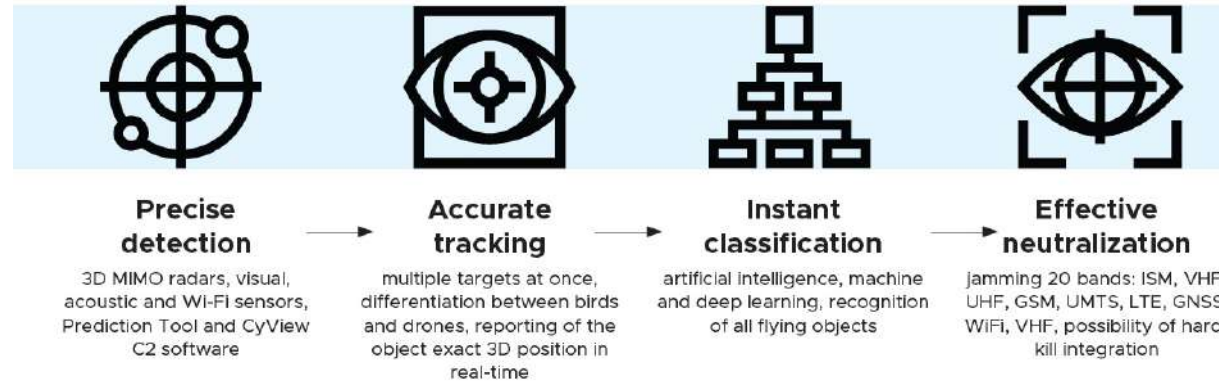 Precise
detection
3D MIMO radars, visual,
acoustic and Wi-Fi sensors,
Prediction Tool and CyView
C2 software
Accurate
tracking
multiple targets at once,
differentiation between birds
and drones, reporting of the
object exact 3D position in
real-time
Instant
classification
artificial intelligence, machine
and deep learning, recognition
of all flying objects
Effective
neutralization
jamming 20 bands: ISM, VHF
UHF, GSM, UMTS, LTE, GNSS
WiFi, VHF, possibility of hard
kill integration